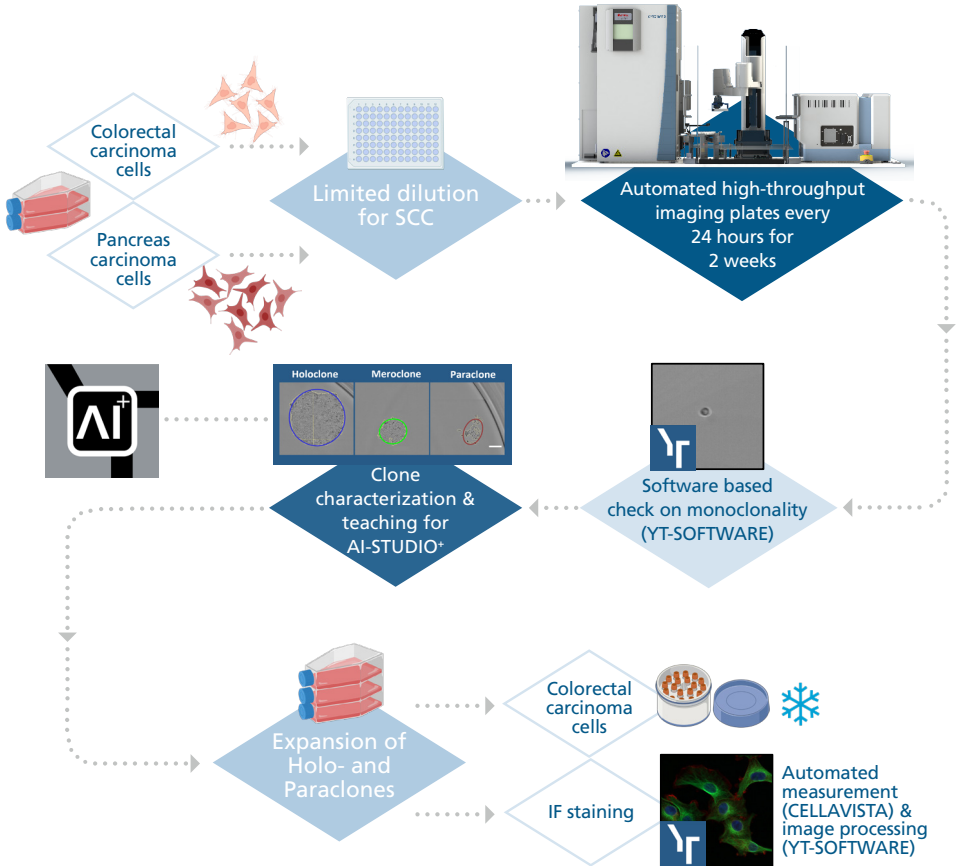 Colorectal
carcinoma
cells
Pancreas
carcinoma
cells
Limited dilution
for SCC
Automated high-throughput
imaging plates every
24 hours for
2 weeks
AI+
Holoclone Meroclone Paraclone
Clone
characterization &
teaching for
AI-STUDIO+
Software based
check on monoclonality
(YT-SOFTWARE)
Expansion of
Holo- and
Paraclones
Colorectal
carcinoma
cells
IF staining
Automated
measurement
(CELLAVISTA) &
image processing
(YT-SOFTWARE)